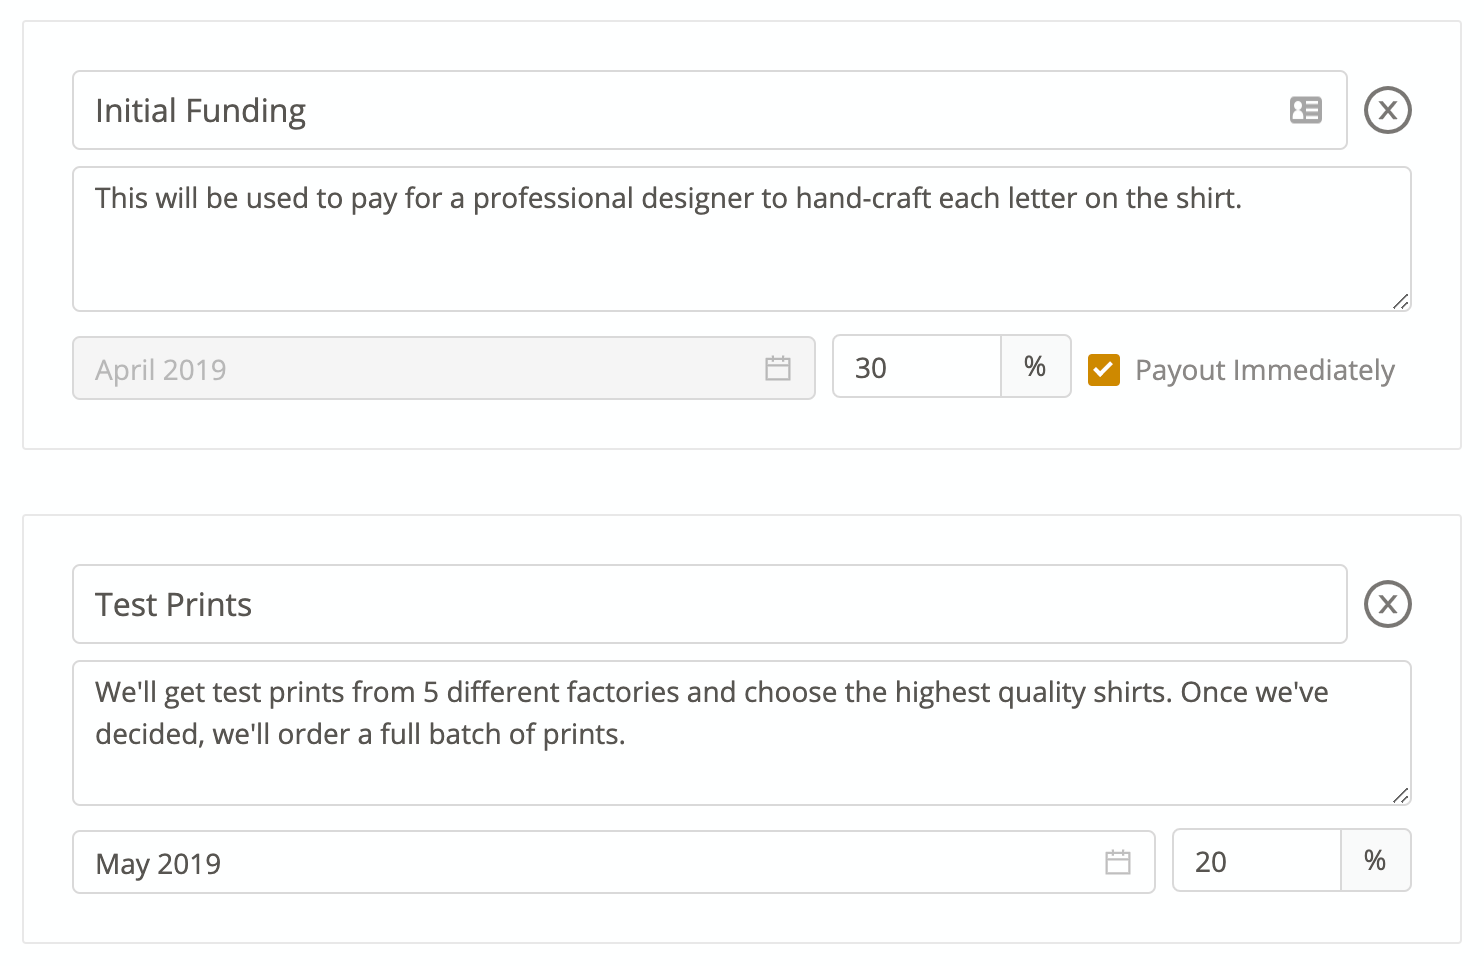 Initial Funding
This will be used to pay for a professional designer to hand-craft each letter on the shirt.
April 2019
30 %
Payout Immediately
Test Prints
We'll get test prints from 5 different factories and choose the highest quality shirts. Once we've
decided, we'll order a full batch of prints.
May 2019
20 %